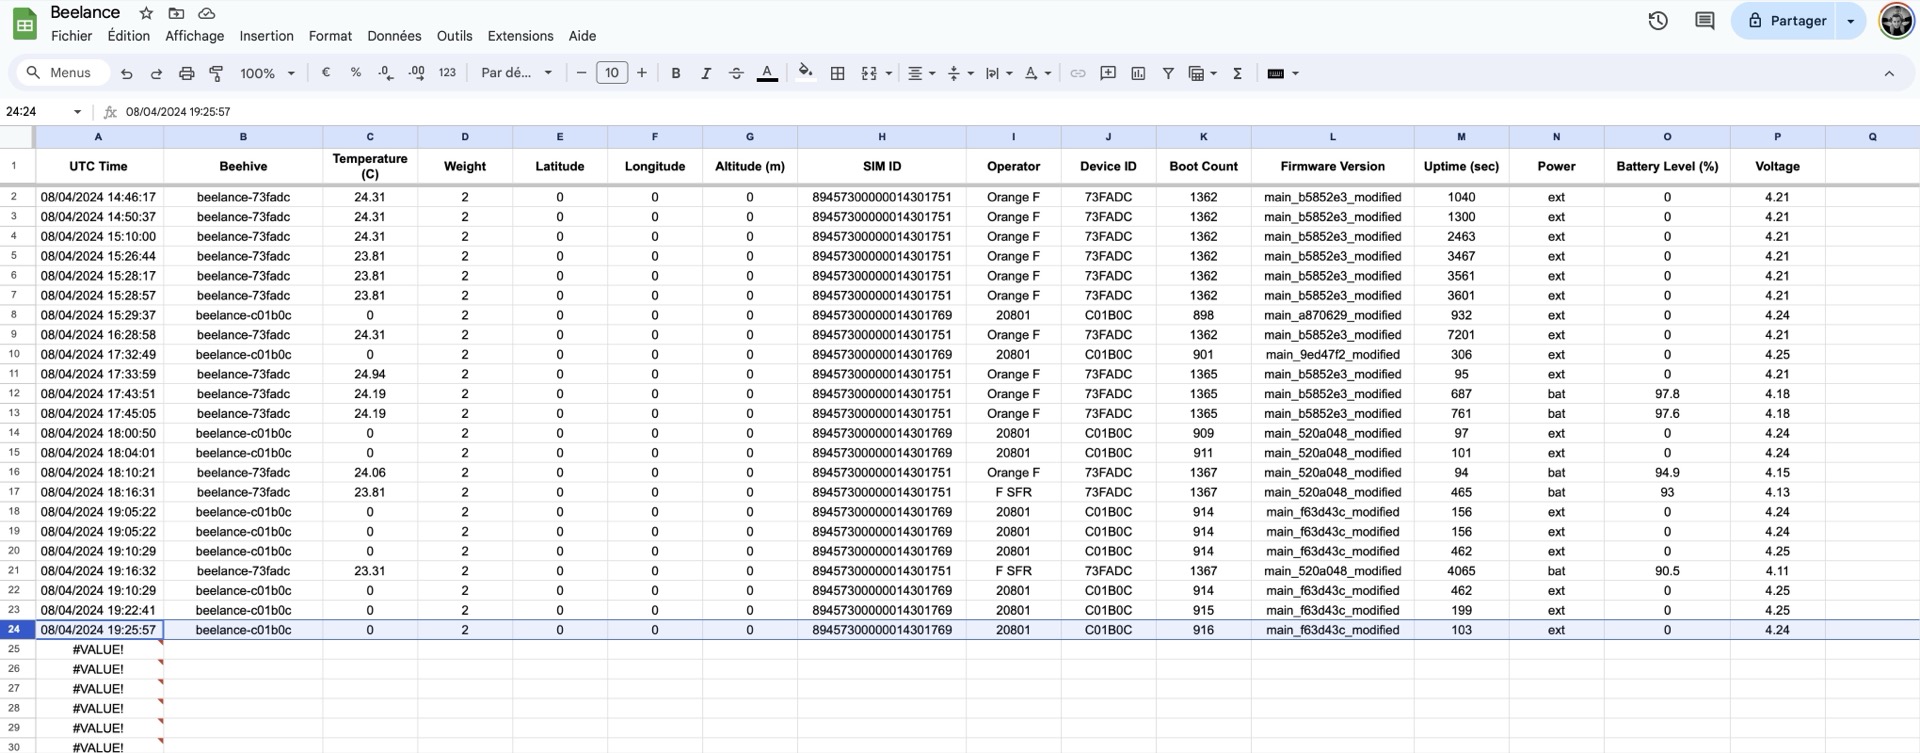 Beelance
Fichier Édition Affichage Insertion Format Données Outils Extensions Aide
Partager
Menus 100% € % .0 .00 123 Par dé... − 10 + B I S A Σ
24:24 fx 08/04/2024 19:25:57
A B C D E F G H I J K L M N O P Q
1 UTC Time Beehive Temperature (C) Weight Latitude Longitude Altitude (m) SIM ID Operator Device ID Boot Count Firmware Version Uptime (sec) Power Battery Level (%) Voltage
2 08/04/2024 14:46:17 beelance-73fadc 24.31 2 0 0 0 89457300000014301751 Orange F 73FADC 1362 main_b5852e3_modified 1040 ext 0 4.21
3 08/04/2024 14:50:37 beelance-73fadc 24.31 2 0 0 0 89457300000014301751 Orange F 73FADC 1362 main_b5852e3_modified 1300 ext 0 4.21
4 08/04/2024 15:10:00 beelance-73fadc 24.31 2 0 0 0 89457300000014301751 Orange F 73FADC 1362 main_b5852e3_modified 2463 ext 0 4.21
5 08/04/2024 15:26:44 beelance-73fadc 23.81 2 0 0 0 89457300000014301751 Orange F 73FADC 1362 main_b5852e3_modified 3467 ext 0 4.21
6 08/04/2024 15:28:17 beelance-73fadc 23.81 2 0 0 0 89457300000014301751 Orange F 73FADC 1362 main_b5852e3_modified 3561 ext 0 4.21
7 08/04/2024 15:28:57 beelance-73fadc 23.81 2 0 0 0 89457300000014301751 Orange F 73FADC 1362 main_b5852e3_modified 3601 ext 0 4.21
8 08/04/2024 15:29:37 beelance-c01b0c 0 2 0 0 0 89457300000014301769 20801 C01B0C 898 main_a870629_modified 932 ext 0 4.24
9 08/04/2024 16:28:58 beelance-73fadc 24.31 2 0 0 0 89457300000014301751 Orange F 73FADC 1362 main_b5852e3_modified 7201 ext 0 4.21
10 08/04/2024 17:32:49 beelance-c01b0c 0 2 0 0 0 89457300000014301769 20801 C01B0C 901 main_9ed47f2_modified 306 ext 0 4.25
11 08/04/2024 17:33:59 beelance-73fadc 24.94 2 0 0 0 89457300000014301751 Orange F 73FADC 1365 main_b5852e3_modified 95 ext 0 4.21
12 08/04/2024 17:43:51 beelance-73fadc 24.19 2 0 0 0 89457300000014301751 Orange F 73FADC 1365 main_b5852e3_modified 687 bat 97.8 4.18
13 08/04/2024 17:45:05 beelance-73fadc 24.19 2 0 0 0 89457300000014301751 Orange F 73FADC 1365 main_b5852e3_modified 761 bat 97.6 4.18
14 08/04/2024 18:00:50 beelance-c01b0c 0 2 0 0 0 89457300000014301769 20801 C01B0C 909 main_520a048_modified 97 ext 0 4.24
15 08/04/2024 18:04:01 beelance-c01b0c 0 2 0 0 0 89457300000014301769 20801 C01B0C 911 main_520a048_modified 101 ext 0 4.24
16 08/04/2024 18:10:21 beelance-73fadc 24.06 2 0 0 0 89457300000014301751 Orange F 73FADC 1367 main_520a048_modified 94 bat 94.9 4.15
17 08/04/2024 18:16:31 beelance-73fadc 23.81 2 0 0 0 89457300000014301751 F SFR 73FADC 1367 main_520a048_modified 465 bat 93 4.13
18 08/04/2024 19:05:22 beelance-c01b0c 0 2 0 0 0 89457300000014301769 20801 C01B0C 914 main_f63d43c_modified 156 ext 0 4.24
19 08/04/2024 19:05:22 beelance-c01b0c 0 2 0 0 0 89457300000014301769 20801 C01B0C 914 main_f63d43c_modified 156 ext 0 4.24
20 08/04/2024 19:10:29 beelance-c01b0c 0 2 0 0 0 89457300000014301769 20801 C01B0C 914 main_f63d43c_modified 462 ext 0 4.25
21 08/04/2024 19:16:32 beelance-73fadc 23.31 2 0 0 0 89457300000014301751 F SFR 73FADC 1367 main_520a048_modified 4065 bat 90.5 4.11
22 08/04/2024 19:10:29 beelance-c01b0c 0 2 0 0 0 89457300000014301769 20801 C01B0C 914 main_f63d43c_modified 462 ext 0 4.25
23 08/04/2024 19:22:41 beelance-c01b0c 0 2 0 0 0 89457300000014301769 20801 C01B0C 915 main_f63d43c_modified 199 ext 0 4.25
24 08/04/2024 19:25:57 beelance-c01b0c 0 2 0 0 0 89457300000014301769 20801 C01B0C 916 main_f63d43c_modified 103 ext 0 4.24
25 #VALUE!
26 #VALUE!
27 #VALUE!
28 #VALUE!
29 #VALUE!
30 #VALUE!